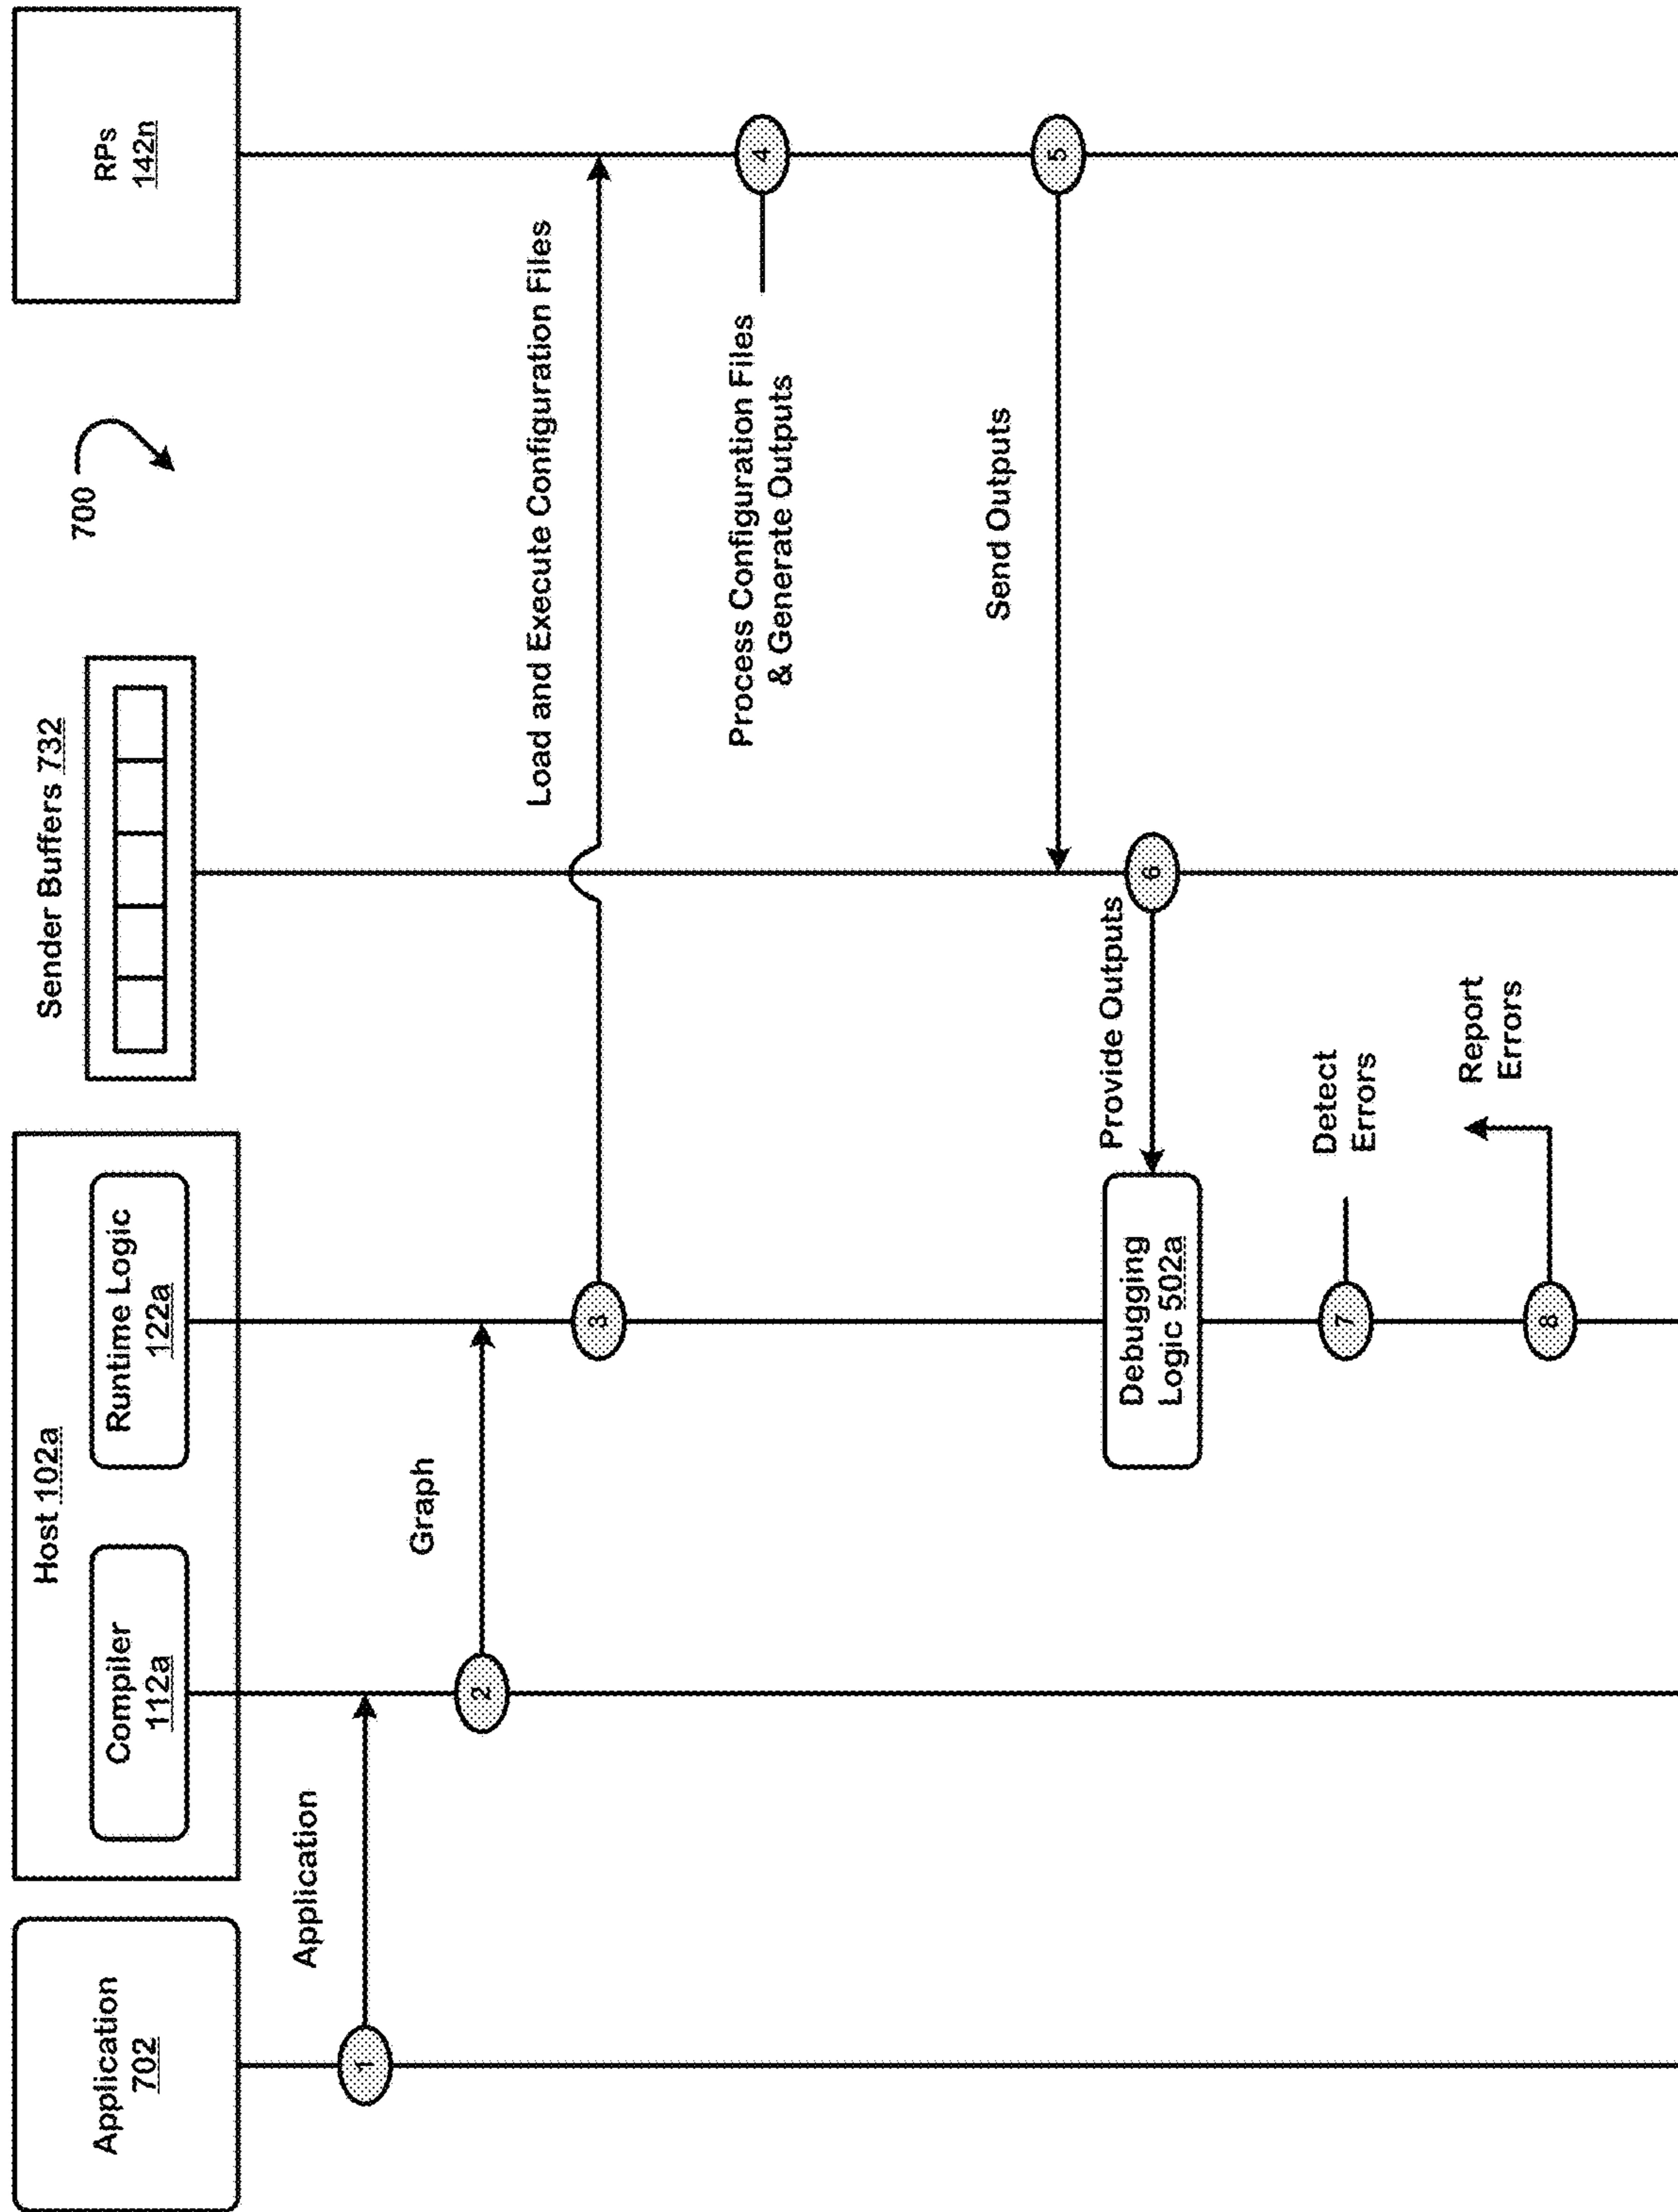 Application
702
Host 102a
Compiler
112a
Runtime Logic
122a
Sender Buffers 732
700
RPs
142n
Application
1
Graph
2
Load and Execute Configuration Files
3
4
Process Configuration Files
& Generate Outputs
Send Outputs
5
Provide Outputs
6
Debugging
Logic 502a
Detect
Errors
7
Report
Errors
8